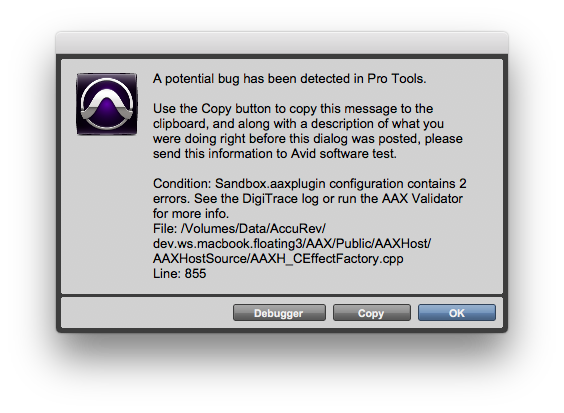 A potential bug has been detected in Pro Tools.
Use the Copy button to copy this message to the
clipboard, and along with a description of what you
were doing right before this dialog was posted, please
send this information to Avid software test.
Condition: Sandbox.aaxplugin configuration contains 2
errors. See the DigiTrace log or run the AAX Validator
for more info.
File: /Volumes/Data/AccuRev/
dev.ws.macbook.floating3/AAX/Public/AAXHost/
AAXHostSource/AAXH_CEffectFactory.cpp
Line: 855
Debugger Copy OK